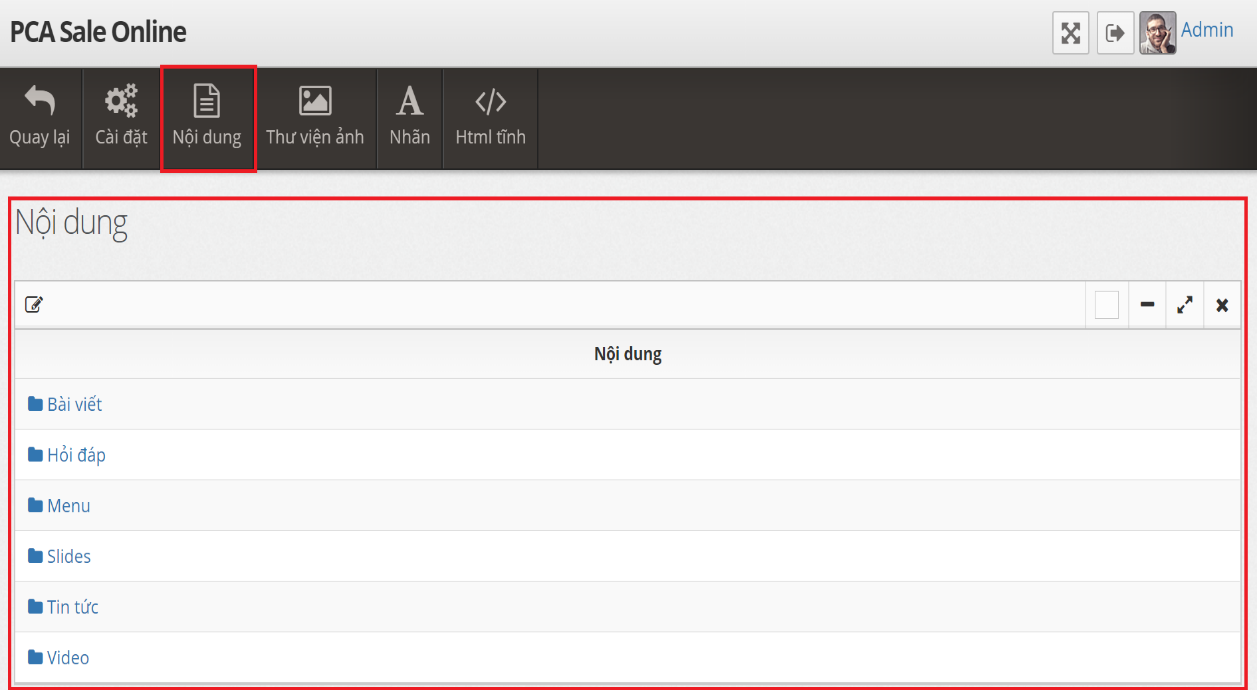 PCA Sale Online
Admin
Quay lại
Cài đặt
Nội dung
Thư viện ảnh
Nhãn
Html tĩnh
Nội dung
Nội dung
Bài viết
Hỏi đáp
Menu
Slides
Tin tức
Video